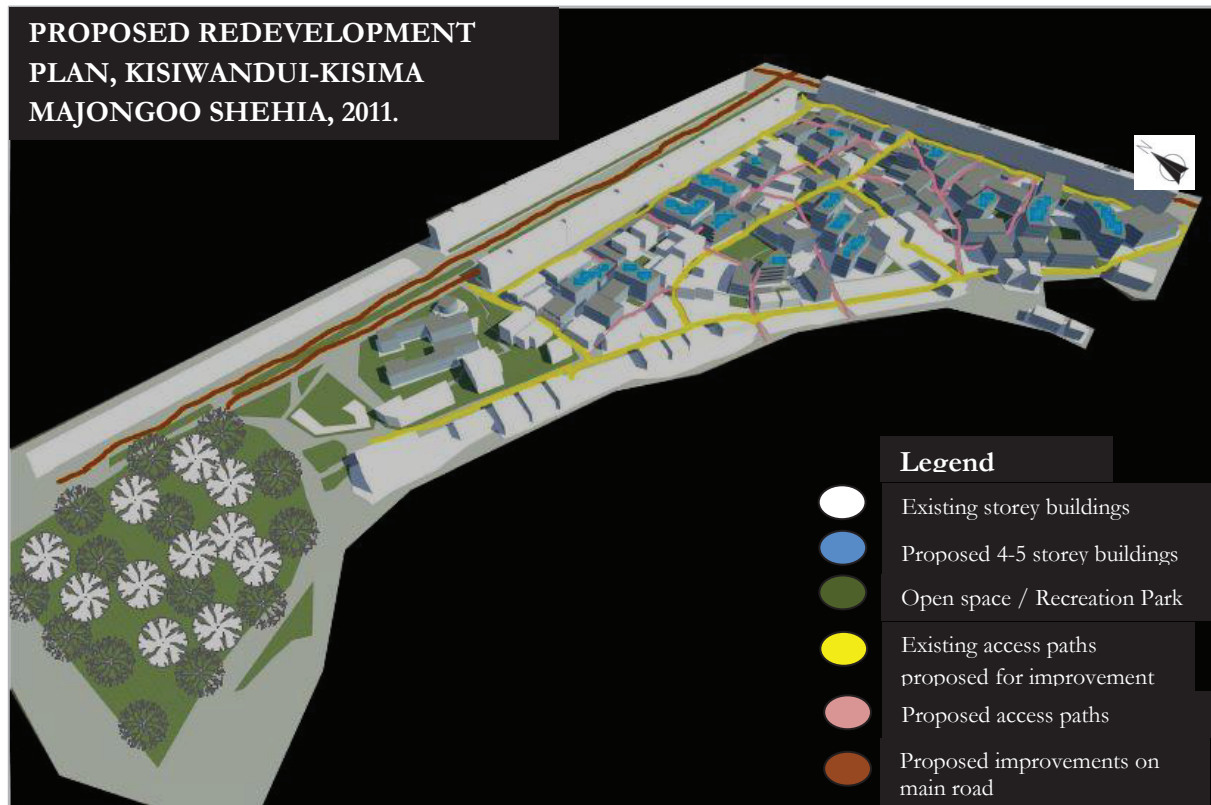 PROPOSED REDEVELOPMENT
PLAN, KISIWANDUI-KISIMA
MAJONGOO SHEHIA, 2011.
N
Legend
Existing storey buildings
Proposed 4-5 storey buildings
Open space / Recreation Park
Existing access paths
proposed for improvement
Proposed access paths
Proposed improvements on
main road